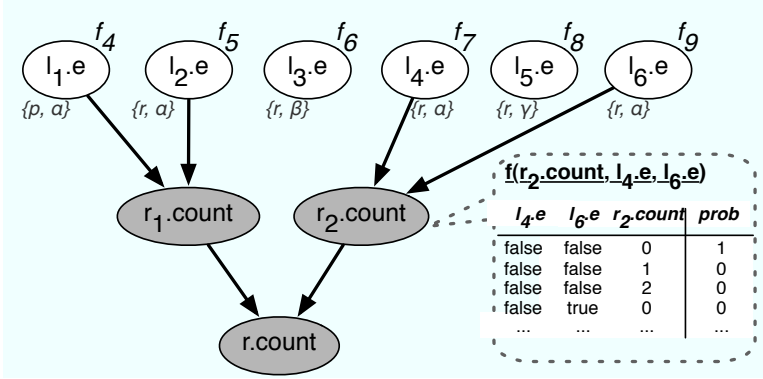 f4 f5 f6 f7 f8 f9
l1.e l2.e l3.e l4.e l5.e l6.e
{p, α} {r, α} {r, β} {r, α} {r, γ} {r, α}
f(r2.count, l4.e, l6.e)
r1.count r2.count
l4.e l6.e r2.count prob
false false 0 1
false false 1 0
false false 2 0
false true 0 0
... ... ... ...
r.count